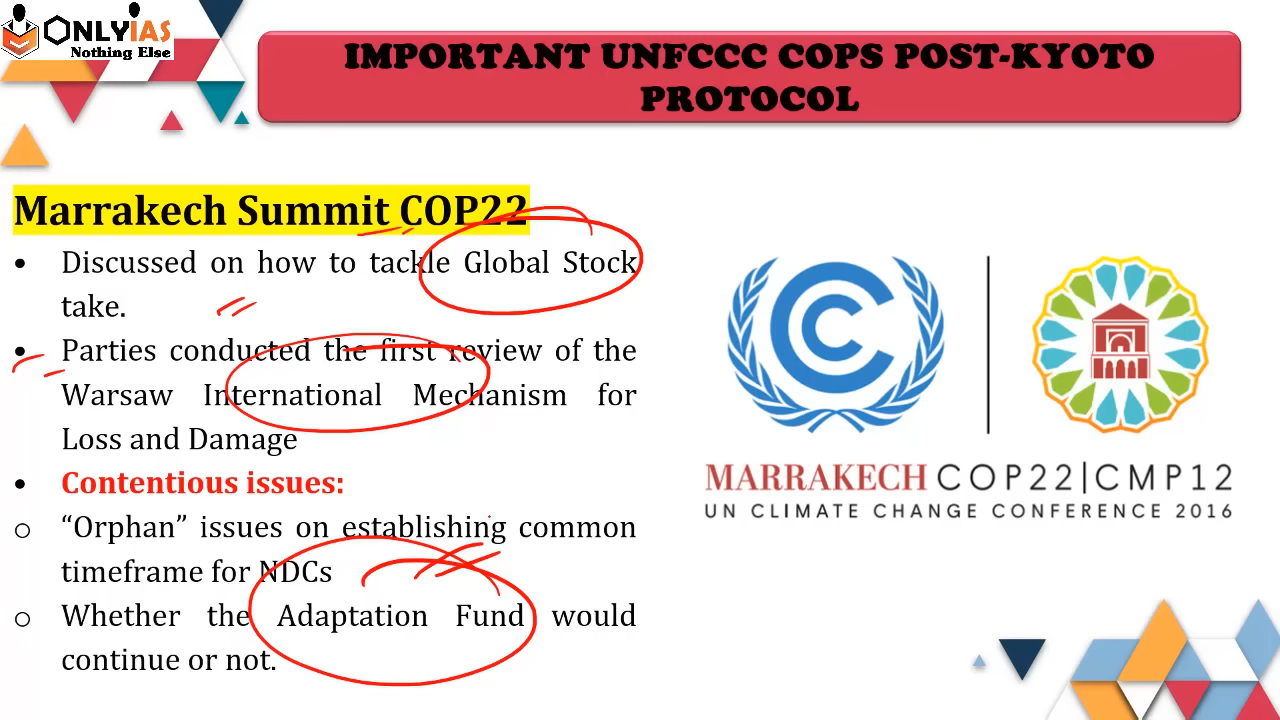 ONLYIAS
Nothing Else
IMPORTANT UNFCCC COPS POST-KYOTO
PROTOCOL
Marrakech Summit COP22
• Discussed on how to tackle Global Stock
take.
• Parties conducted the first review of the
Warsaw International Mechanism for
Loss and Damage
• Contentious issues:
o “Orphan” issues on establishing common
timeframe for NDCs
o Whether the Adaptation Fund would
continue or not.
MARRAKECH COP22|CMP12
UN CLIMATE CHANGE CONFERENCE 2016